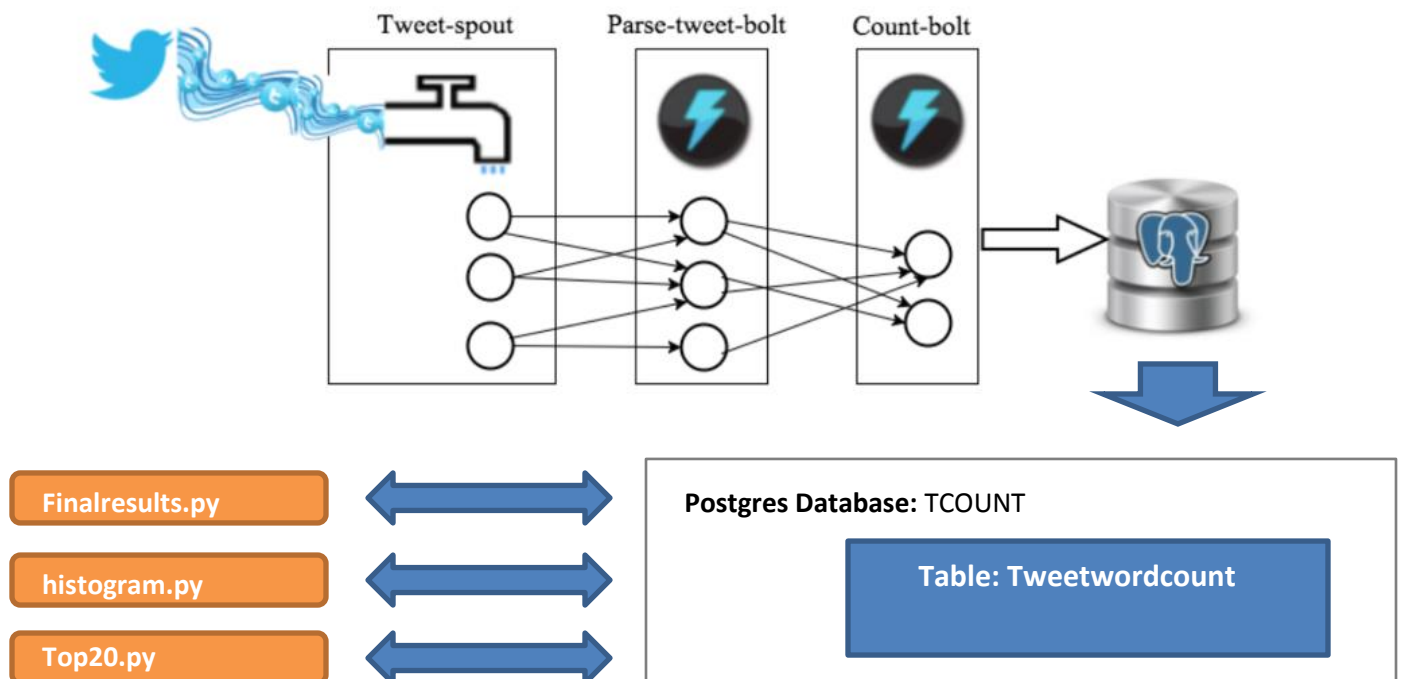 Tweet-spout
Parse-tweet-bolt
Count-bolt
Finalresults.py
histogram.py
Top20.py
Postgres Database: TCOUNT
Table: Tweetwordcount